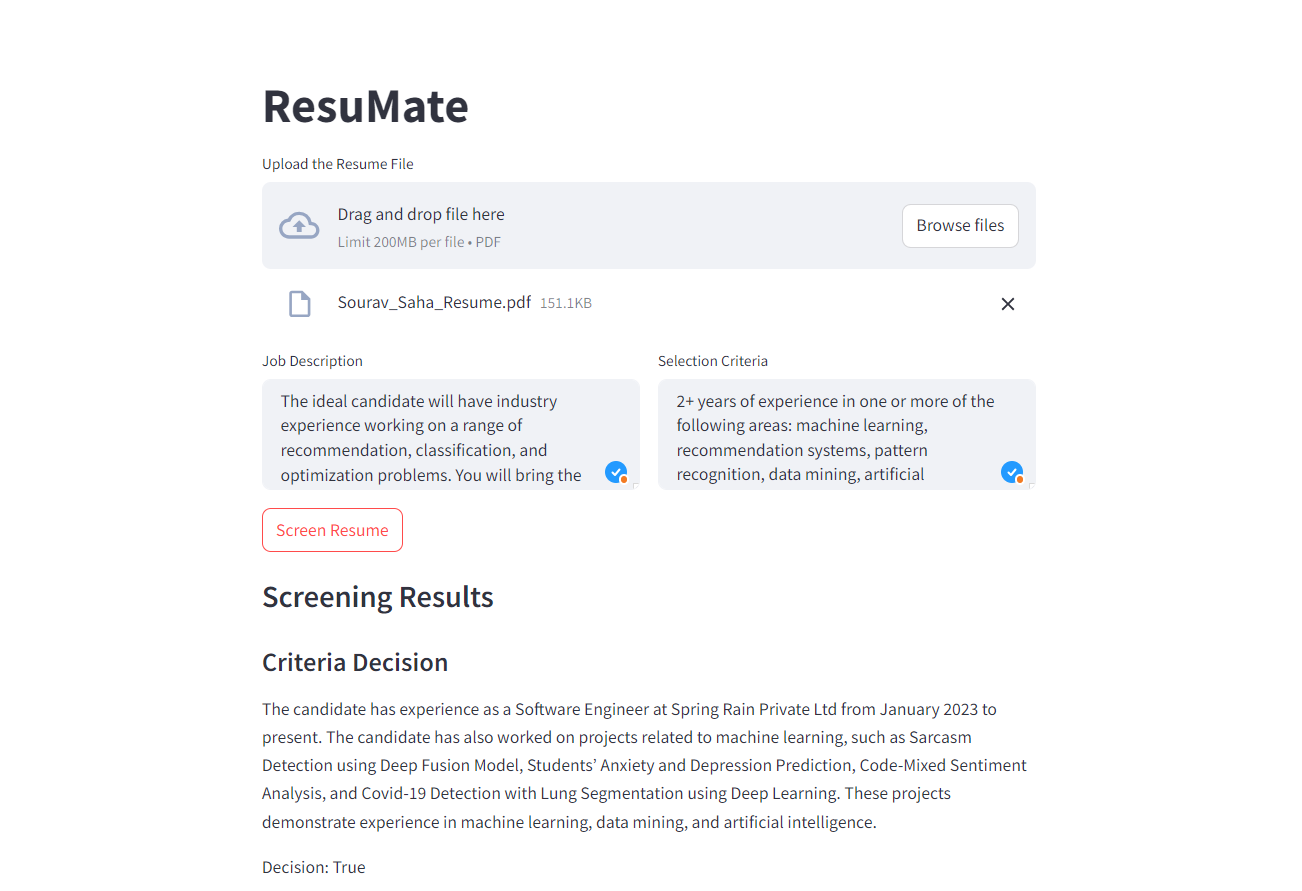 ResuMate
Upload the Resume File
Drag and drop file here
Limit 200MB per file • PDF
Browse files
Sourav_Saha_Resume.pdf 151.1KB
Job Description
The ideal candidate will have industry
experience working on a range of
recommendation, classification, and
optimization problems. You will bring the
Selection Criteria
2+ years of experience in one or more of the
following areas: machine learning,
recommendation systems, pattern
recognition, data mining, artificial
Screen Resume
Screening Results
Criteria Decision
The candidate has experience as a Software Engineer at Spring Rain Private Ltd from January 2023 to
present. The candidate has also worked on projects related to machine learning, such as Sarcasm
Detection using Deep Fusion Model, Students’ Anxiety and Depression Prediction, Code-Mixed Sentiment
Analysis, and Covid-19 Detection with Lung Segmentation using Deep Learning. These projects
demonstrate experience in machine learning, data mining, and artificial intelligence.
Decision: True